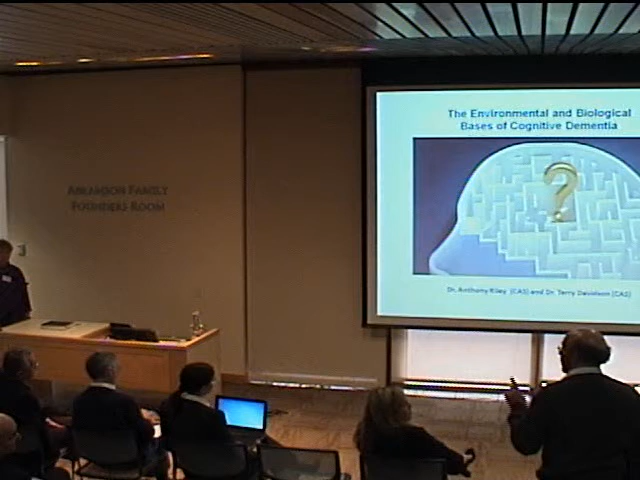 The Environmental and Biological
Bases of Cognitive Dementia
?
ABRAMSON FAMILY
FOUNDERS ROOM
Dr. Anthony Riley (CAS) and Dr. Terry Davidson (CAS)